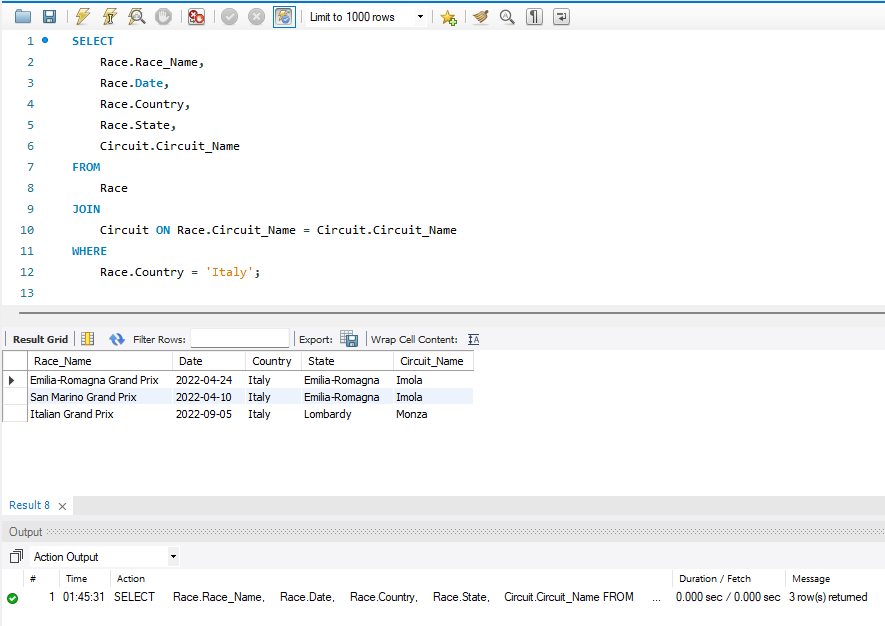 Limit to 1000 rows
1 SELECT
2 Race.Race_Name,
3 Race.Date,
4 Race.Country,
5 Race.State,
6 Circuit.Circuit_Name
7 FROM
8 Race
9 JOIN
10 Circuit ON Race.Circuit_Name = Circuit.Circuit_Name
11 WHERE
12 Race.Country = 'Italy';
13
Result Grid Filter Rows: Export: Wrap Cell Content: IA
Race_Name Date Country State Circuit_Name
Emilia-Romagna Grand Prix 2022-04-24 Italy Emilia-Romagna Imola
San Marino Grand Prix 2022-04-10 Italy Emilia-Romagna Imola
Italian Grand Prix 2022-09-05 Italy Lombardy Monza
Result 8
Output
Action Output
# Time Action Duration / Fetch Message
1 01:45:31 SELECT Race.Race_Name, Race.Date, Race.Country, Race.State, Circuit.Circuit_Name FROM ... 0.000 sec / 0.000 sec 3 row(s) returned